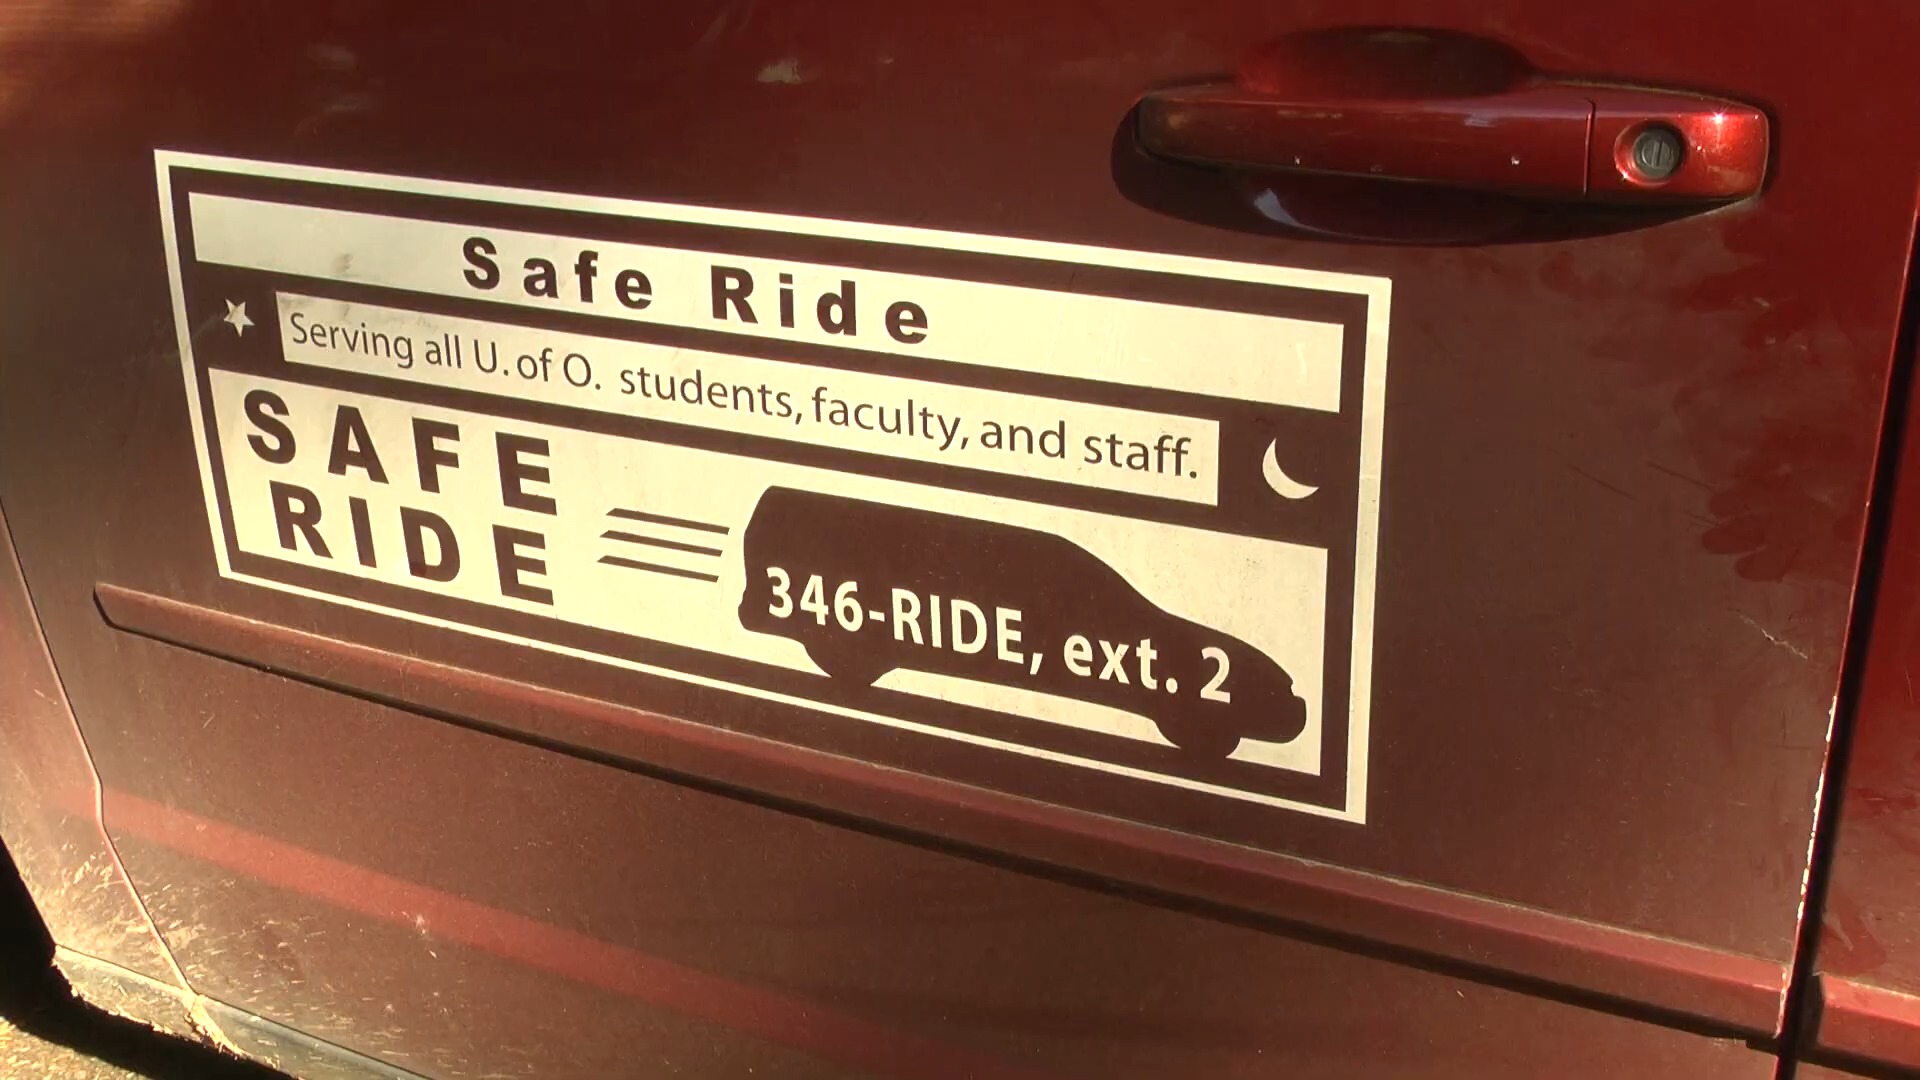 Safe Ride
Serving all U. of O. students, faculty, and staff.
SAFE
RIDE
346-RIDE, ext. 2